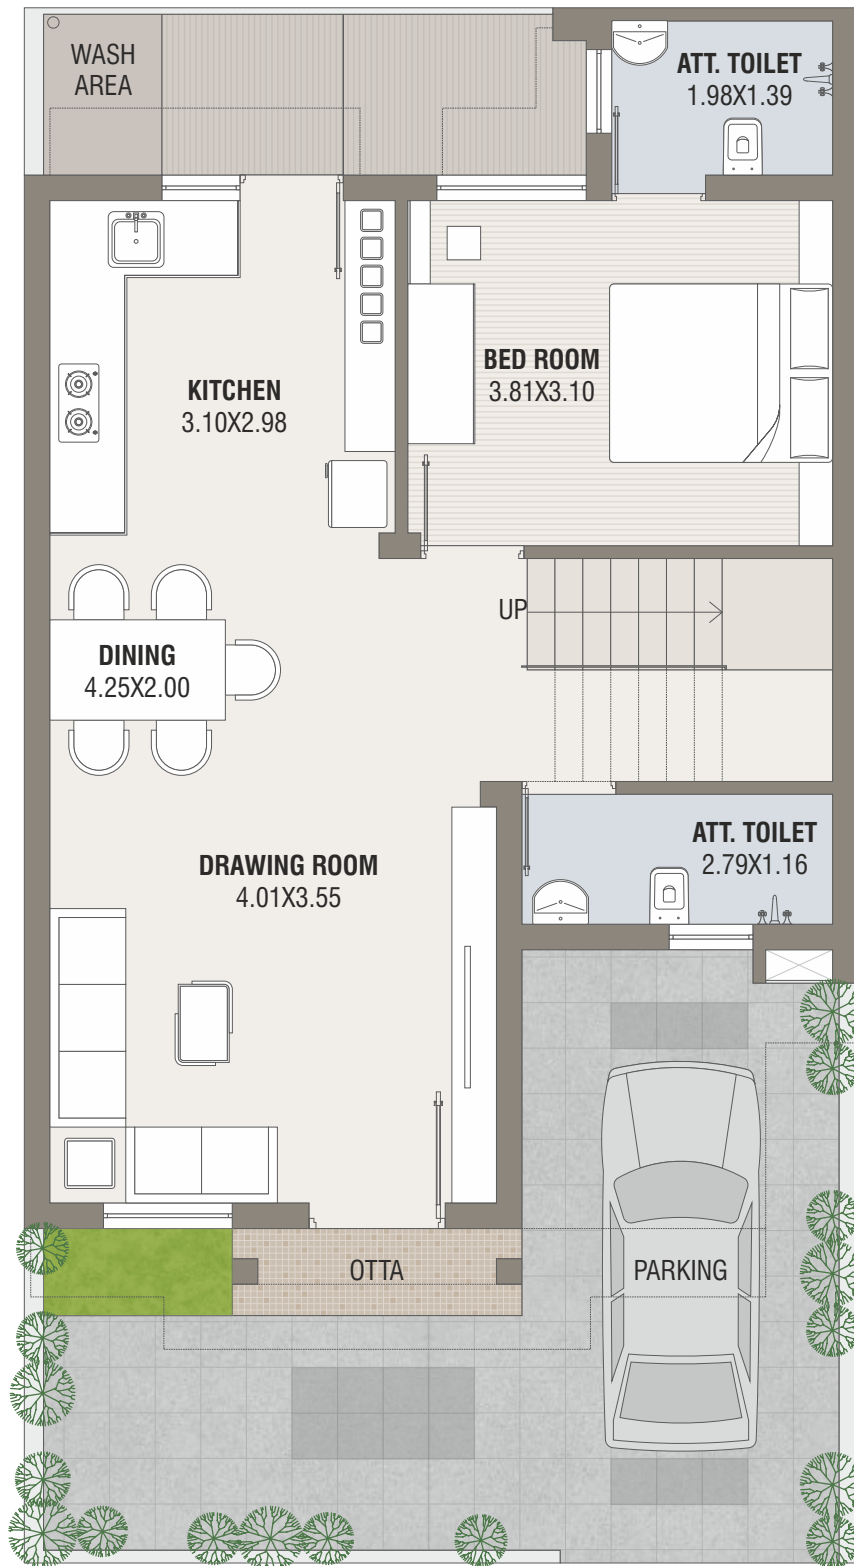 WASH
AREA
ATT. TOILET
1.98X1.39
BED ROOM
3.81X3.10
KITCHEN
3.10X2.98
UP
DINING
4.25X2.00
ATT. TOILET
2.79X1.16
DRAWING ROOM
4.01X3.55
OTTA
PARKING